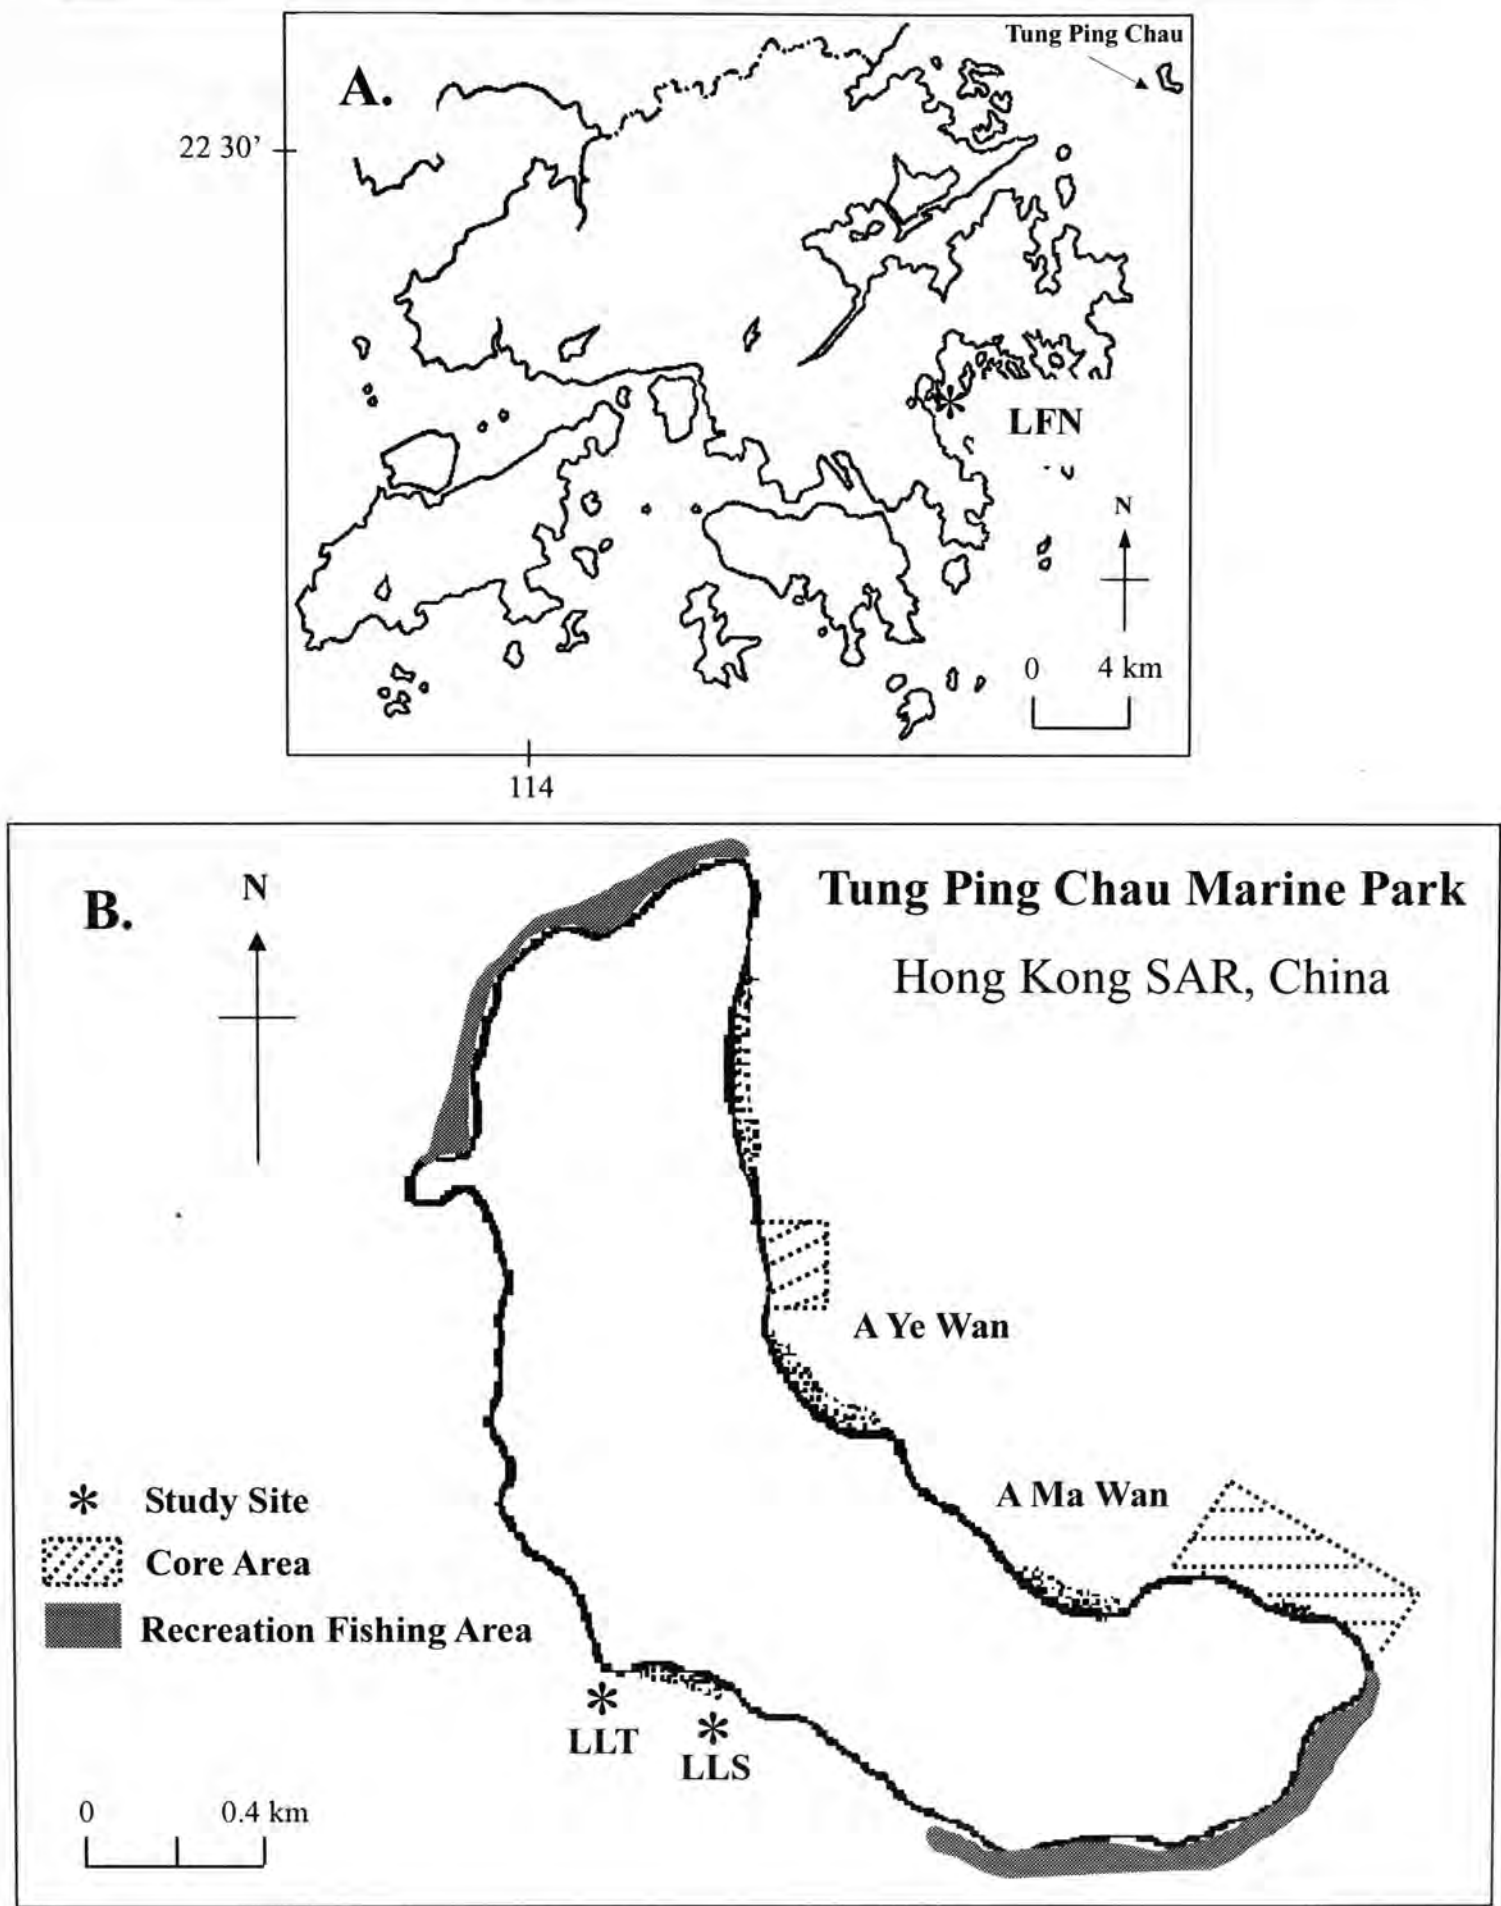 Tung Ping Chau
A.
22 30'
LFN
N
0 4 km
114
B.
N
Tung Ping Chau Marine Park
Hong Kong SAR, China
A Ye Wan
A Ma Wan
* Study Site
Core Area
Recreation Fishing Area
LLT
LLS
0 0.4 km